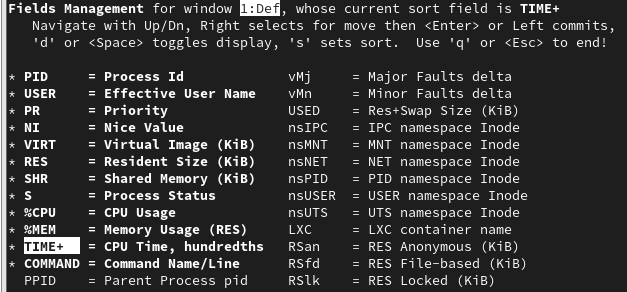 Fields Management for window 1:Def, whose current sort field is TIME+
Navigate with Up/Dn, Right selects for move then <Enter> or Left commits,
'd' or <Space> toggles display, 's' sets sort.  Use 'q' or <Esc> to end!
* PID     = Process Id             vMj     = Major Faults delta
* USER    = Effective User Name    vMn     = Minor Faults delta
* PR      = Priority               USED    = Res+Swap Size (KiB)
* NI      = Nice Value             nsIPC   = IPC namespace Inode
* VIRT    = Virtual Image (KiB)    nsMNT   = MNT namespace Inode
* RES     = Resident Size (KiB)    nsNET   = NET namespace Inode
* SHR     = Shared Memory (KiB)    nsPID   = PID namespace Inode
* S       = Process Status         nsUSER  = USER namespace Inode
* %CPU    = CPU Usage              nsUTS   = UTS namespace Inode
* %MEM    = Memory Usage (RES)     LXC     = LXC container name
* TIME+   = CPU Time, hundredths   RSan    = RES Anonymous (KiB)
* COMMAND = Command Name/Line      RSfd    = RES File-based (KiB)
PPID    = Parent Process pid     RSlk    = RES Locked (KiB)